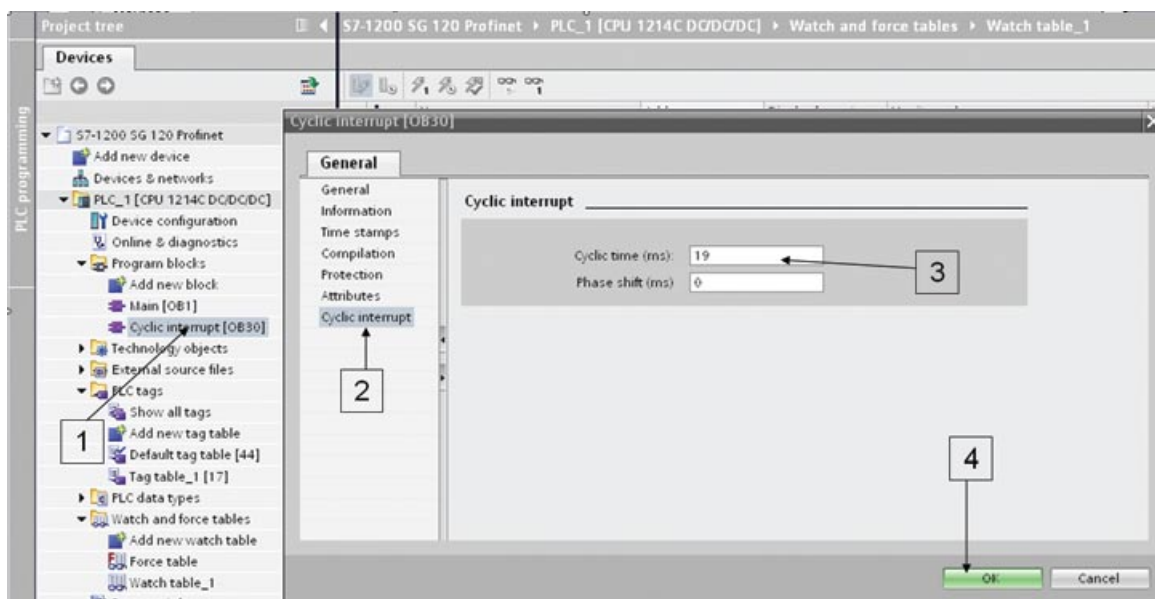 Project tree
S7-1200 SG 120 Profinet ▸ PLC_1 [CPU 1214C DC/DC/DC] ▸ Watch and force tables ▸ Watch table_1
Devices
PLC programming
S7-1200 SG 120 Profinet
Add new device
Devices & networks
PLC_1 [CPU 1214C DC/DC/DC]
Device configuration
Online & diagnostics
Program blocks
Add new block
Main [OB1]
Cyclic interrupt [OB30]
Technology objects
External source files
PLC tags
Show all tags
Add new tag table
Default tag table [44]
Tag table_1 [17]
PLC data types
Watch and force tables
Add new watch table
Force table
Watch table_1
1
Cyclic interrupt [OB30]
General
General
Information
Time stamps
Compilation
Protection
Attributes
Cyclic interrupt
2
Cyclic interrupt
Cyclic time (ms): 19
Phase shift (ms) 0
3
4
OK Cancel